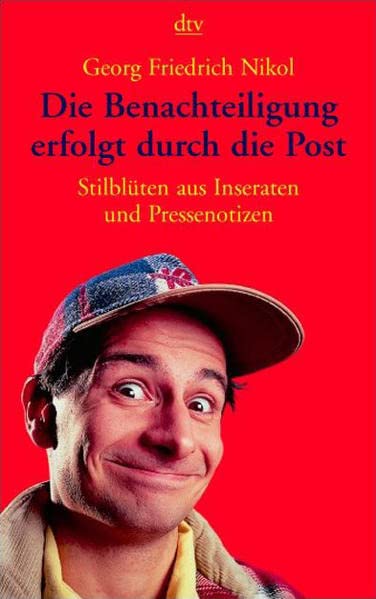 dtv
Georg Friedrich Nikol
Die Benachteiligung
erfolgt durch die Post
Stilblüten aus Inseraten
und Pressenotizen